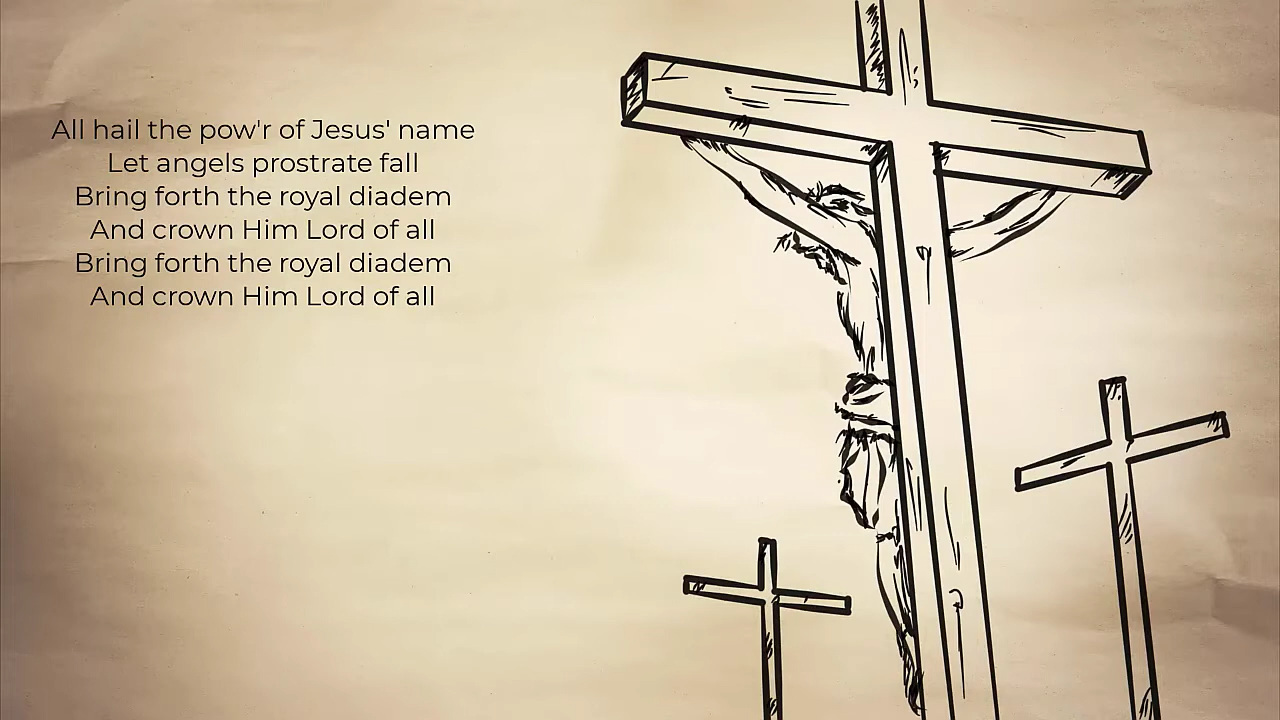 All hail the pow'r of Jesus' name
Let angels prostrate fall
Bring forth the royal diadem
And crown Him Lord of all
Bring forth the royal diadem
And crown Him Lord of all